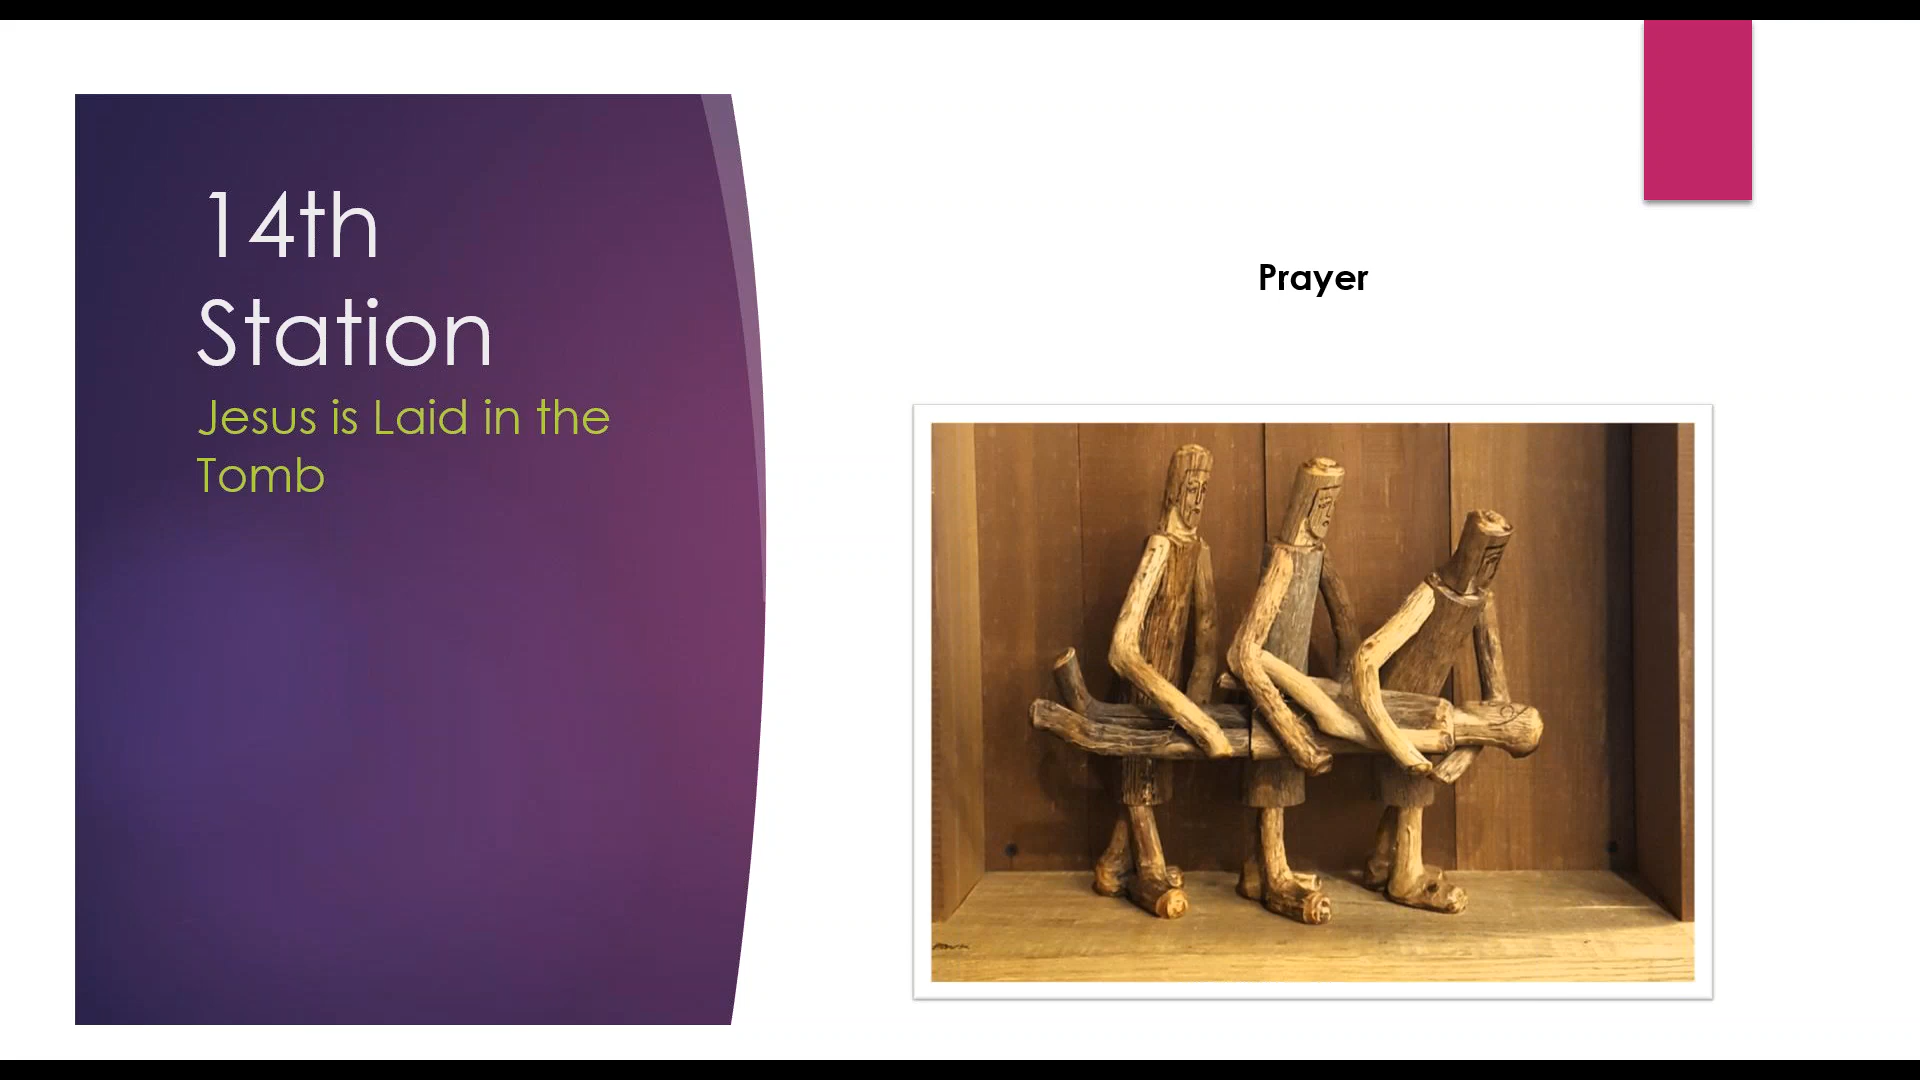 14th
Station
Jesus is Laid in the
Tomb
Prayer